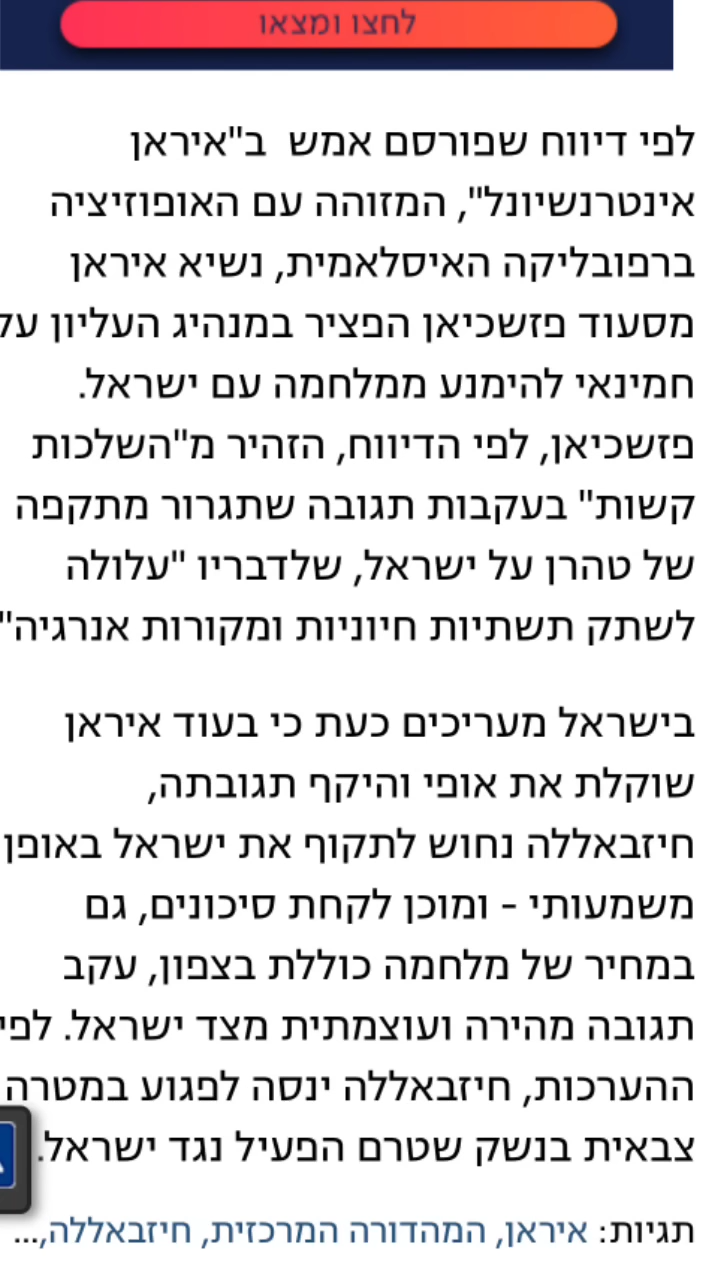 לחצו ומצאו
לפי דיווח שפורסם אמש ב"איראן
אינטרנשיונל", המזוהה עם האופוזיציה
ברפובליקה האיסלאמית, נשיא איראן
מסעוד פזשכיאן הפציר במנהיג העליון על
חמינאי להימנע ממלחמה עם ישראל.
פזשכיאן, לפי הדיווח, הזהיר מ"השלכות
קשות" בעקבות תגובה שתגרור מתקפה
של טהרן על ישראל, שלדבריו "עלולה
לשתק תשתיות חיוניות ומקורות אנרגיה"
בישראל מעריכים כעת כי בעוד איראן
שוקלת את אופי והיקף תגובתה,
חיזבאללה נחוש לתקוף את ישראל באופן
משמעותי - ומוכן לקחת סיכונים, גם
במחיר של מלחמה כוללת בצפון, עקב
תגובה מהירה ועוצמתית מצד ישראל. לפי
ההערכות, חיזבאללה ינסה לפגוע במטרה
צבאית בנשק שטרם הפעיל נגד ישראל.
תגיות: איראן, המהדורה המרכזית, חיזבאללה,...